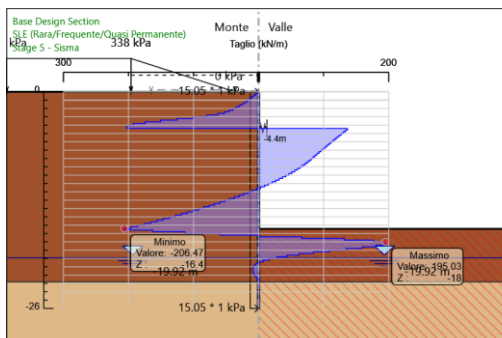 Base Design Section
SLE (Rara/Frequente/Quasi Permanente)
Stage 5 - Sisma
Monte
Valle
kPa
338 kPa
Taglio (kN/m)
300
0 kPa
200
0
15.05 * 1 kPa
-4.4m
Minimo
Valore: -206.47
Z : -16.4
19.92 m
Massimo
Valore: 195.03
Z : -18
-19.92 m
15.05 * 1 kPa
-26